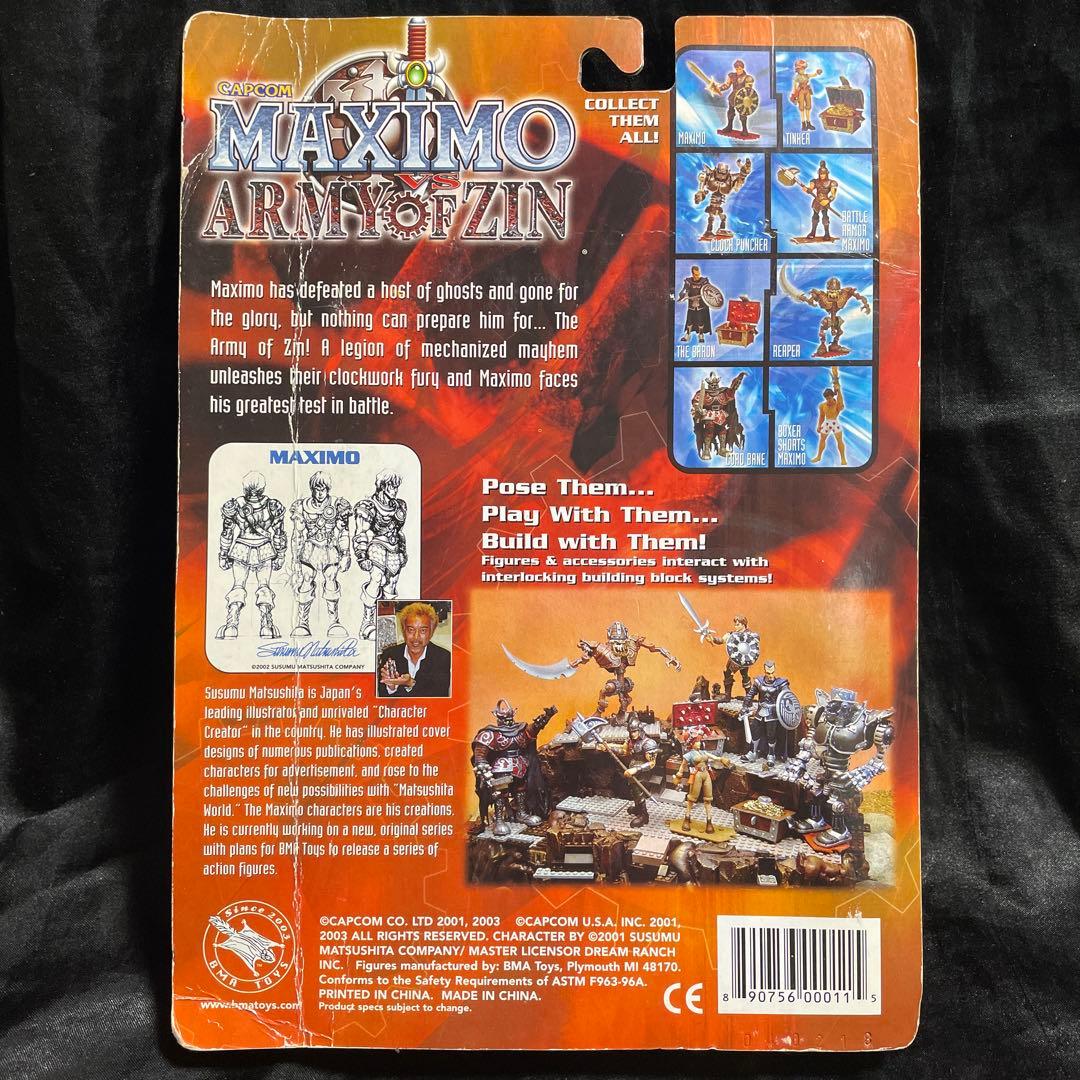 CAPCOM
MAXIMO
VS
ARMY OF ZIN
COLLECT
THEM
ALL!
MAXIMO
TINKER
CLOCK PUNCHER
BATTLE
ARMOR
MAXIMO
THE BARON
REAPER
LORD BANE
BOXER
SHORTS
MAXIMO
Maximo has defeated a host of ghosts and gone for
the glory, but nothing can prepare him for... The
Army of Zin! A legion of mechanized mayhem
unleashes their clockwork fury and Maximo faces
his greatest test in battle.
MAXIMO
Susumu Matsushita
©2002 SUSUMU MATSUSHITA COMPANY
Susumu Matsushita is Japan's
leading illustrator and unrivaled "Character
Creator" in the country. He has illustrated cover
designs of numerous publications, created
characters for advertisement, and rose to the
challenges of new possibilities with "Matsushita
World." The Maximo characters are his creations.
He is currently working on a new, original series
with plans for BMA Toys to release a series of
action figures.
Pose Them...
Play With Them...
Build with Them!
Figures & accessories interact with
interlocking building block systems!
Since 2003
BMA TOYS
www.bmatoys.com
©CAPCOM CO. LTD 2001, 2003 ©CAPCOM U.S.A. INC. 2001,
2003 ALL RIGHTS RESERVED. CHARACTER BY ©2001 SUSUMU
MATSUSHITA COMPANY/ MASTER LICENSOR DREAM RANCH
INC. Figures manufactured by: BMA Toys, Plymouth MI 48170.
Conforms to the Safety Requirements of ASTM F963-96A.
PRINTED IN CHINA. MADE IN CHINA.
Product specs subject to change.
CE
8 90756 00011 5